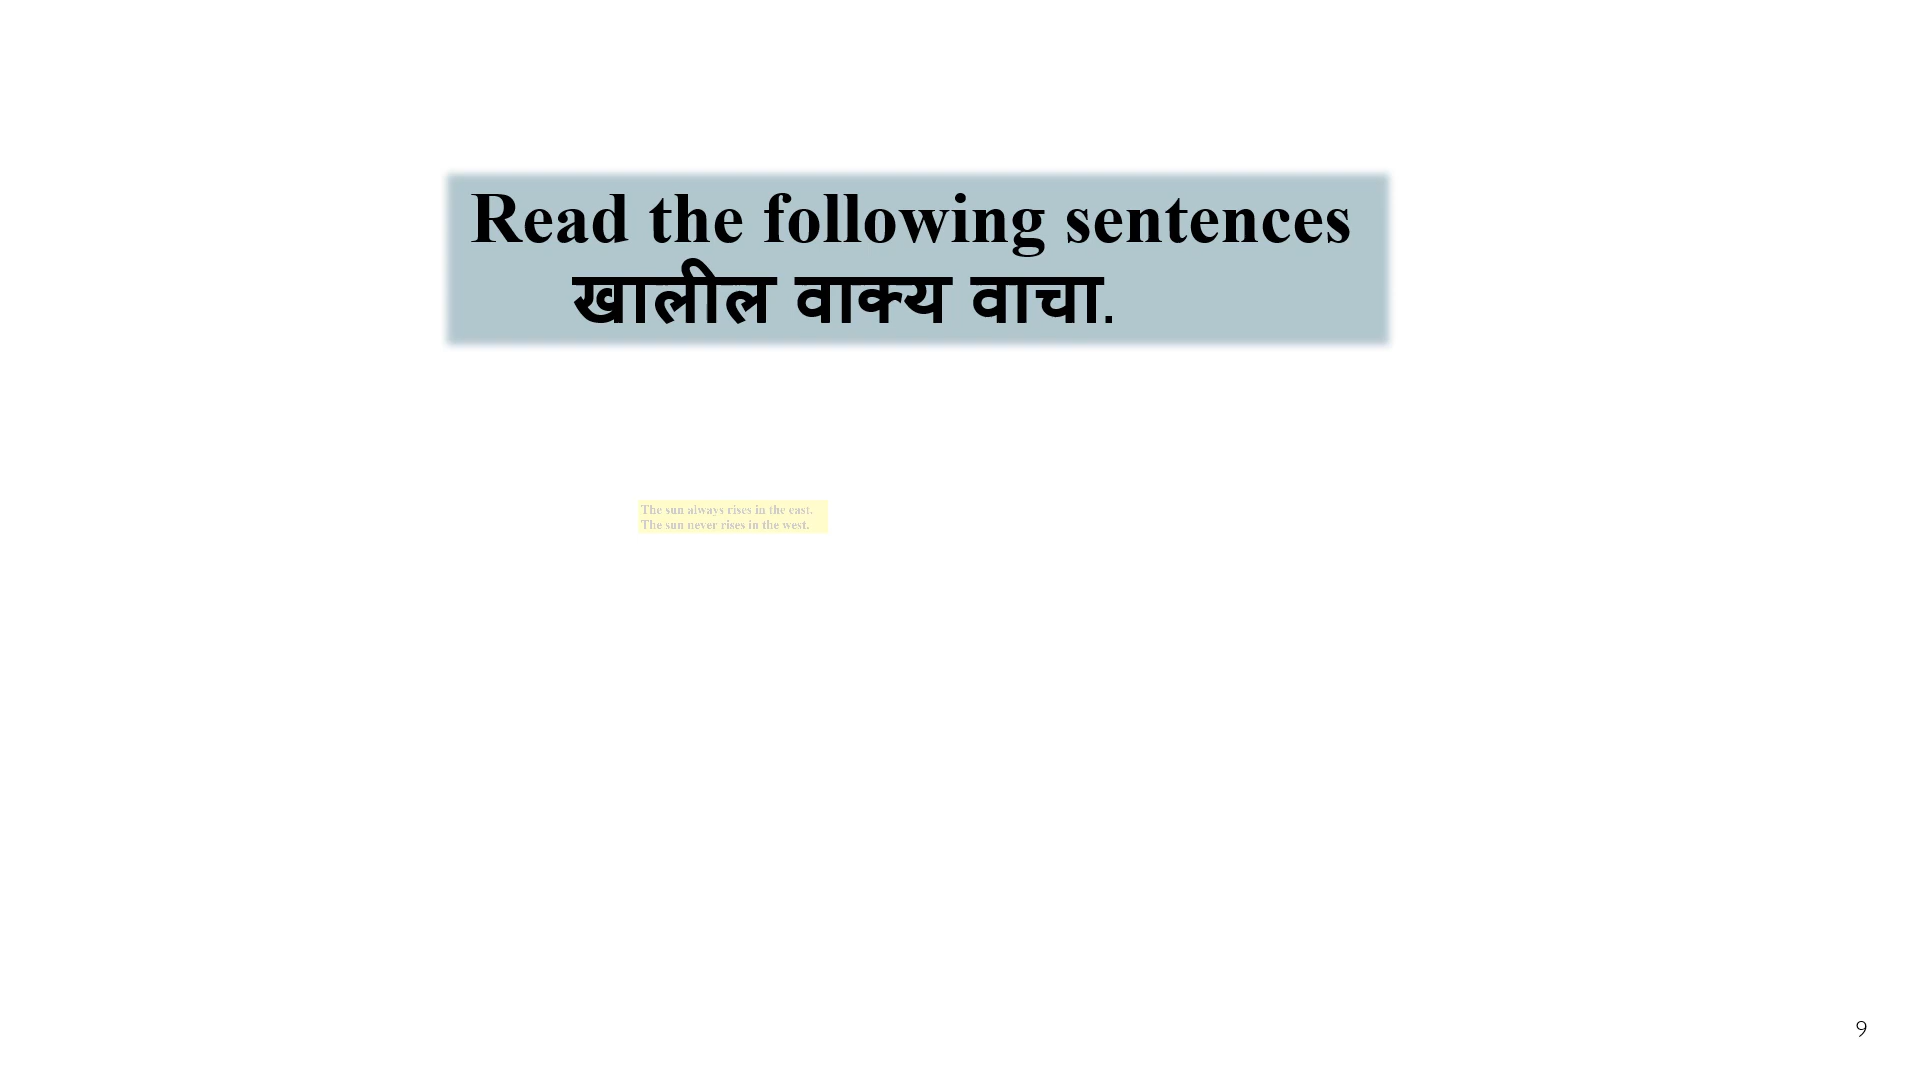 Read the following sentences
खालील वाक्य वाचा.
The sun always rises in the east.
The sun never rises in the west.
9